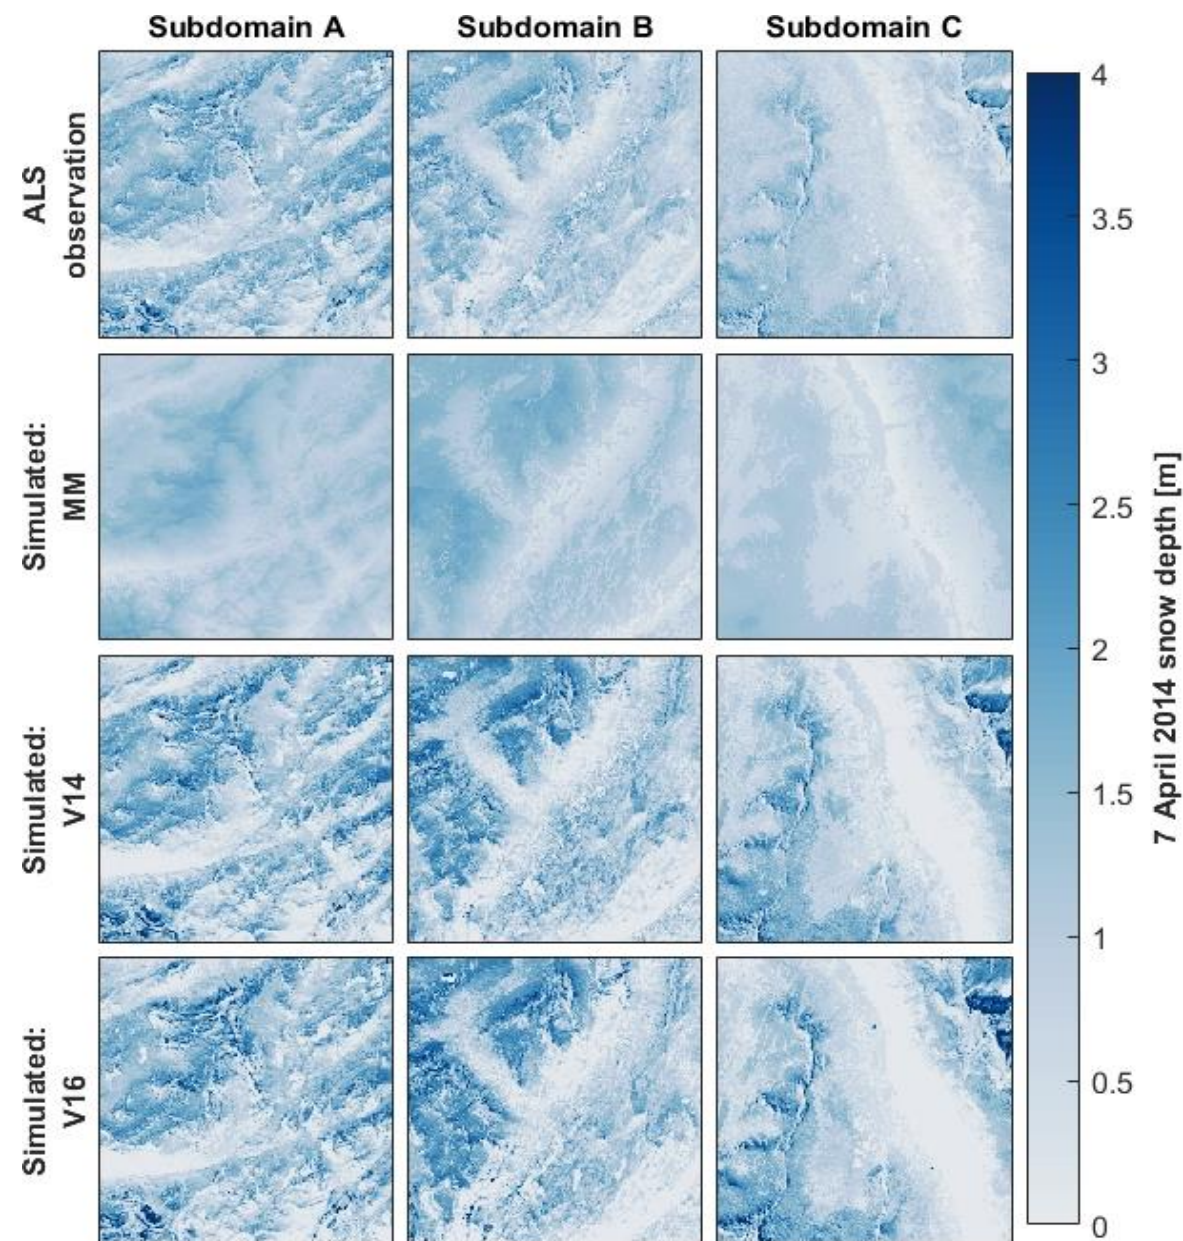 Subdomain A
Subdomain B
Subdomain C
ALS
observation
Simulated:
MM
Simulated:
V14
Simulated:
V16
4
3.5
3
2.5
2
1.5
1
0.5
0
7 April 2014 snow depth [m]